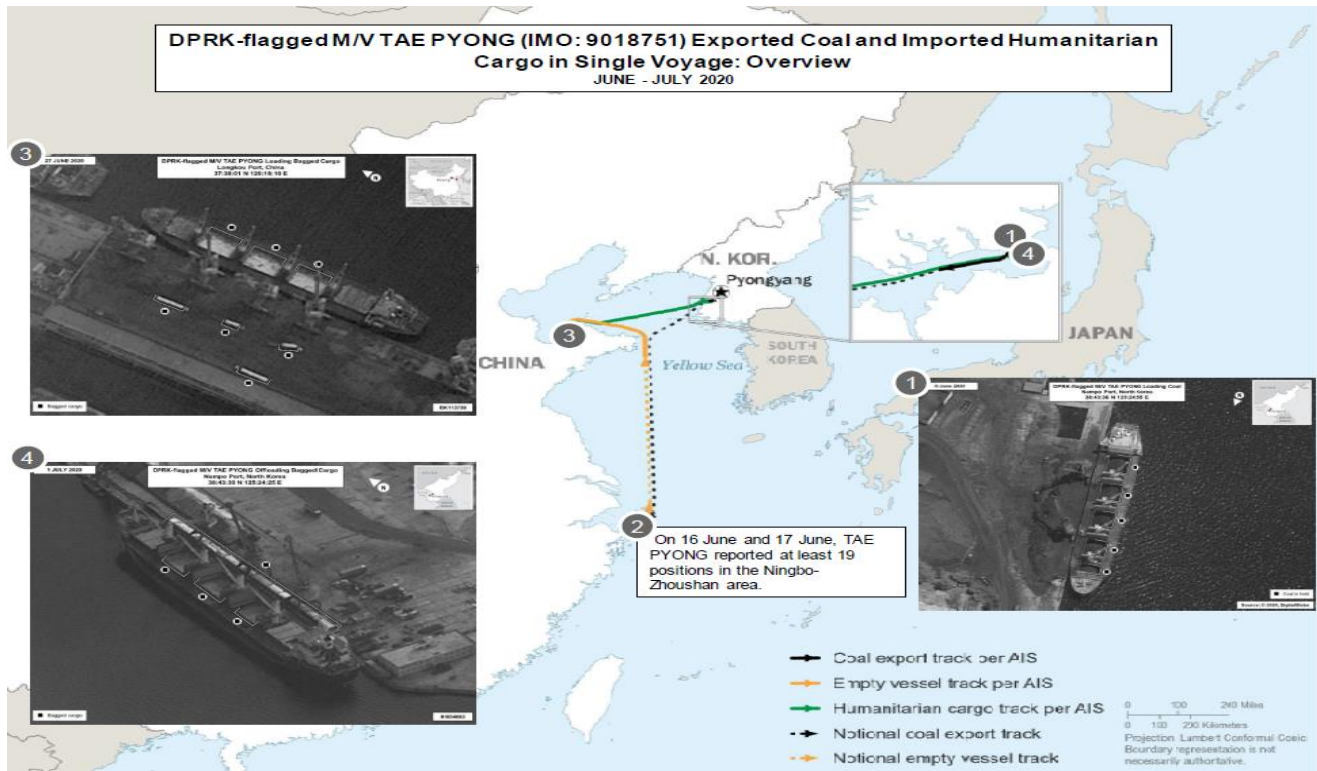 DPRK-flagged M/V TAE PYONG (IMO: 9018751) Exported Coal and Imported Humanitarian
Cargo in Single Voyage: Overview
JUNE - JULY 2020
3
27 JUNE 2020
DPRK-flagged M/V TAE PYONG Loading Bagged Cargo
Longkou Port, China
N
Bagged cargo
1
4
N. KOR.
Pyongyang
3
CHINA
Yellow Sea
SOUTH
KOREA
JAPAN
1
DPRK-flagged M/V TAE PYONG Loading Coal
Nampo Port, North Korea
N
4
1 JULY 2020
DPRK-flagged M/V TAE PYONG Offloading Bagged Cargo
Nampo Port, North Korea
N
Bagged cargo
2
On 16 June and 17 June, TAE
PYONG reported at least 19
positions in the Ningbo-
Zhoushan area.
Coal export track per AIS
Empty vessel track per AIS
Humanitarian cargo track per AIS
Notional coal export track
Notional empty vessel track
0 100 240 Miles
0 100 200 Kilometers
Projection: Lambert Conformal Conic
Boundary representation is not
necessarily authoritative.